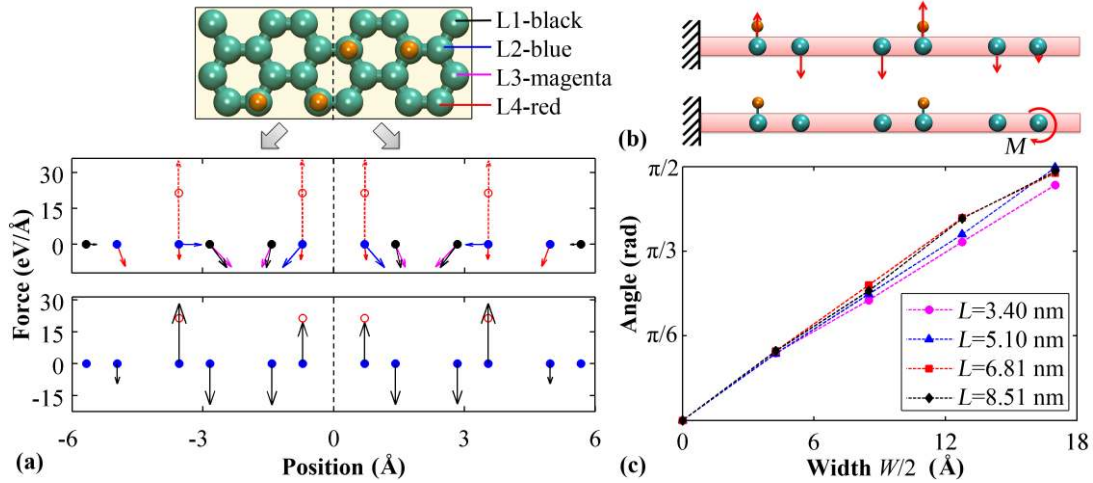 L1-black
L2-blue
L3-magenta
L4-red
Force (eV/Å)
30
15
0
30
15
0
-15
-6 -3 0 3 6
Position (Å)
(a)
(b)
M
π/2
π/3
π/6
Angle (rad)
L=3.40 nm
L=5.10 nm
L=6.81 nm
L=8.51 nm
0 6 12 18
Width W/2 (Å)
(c)